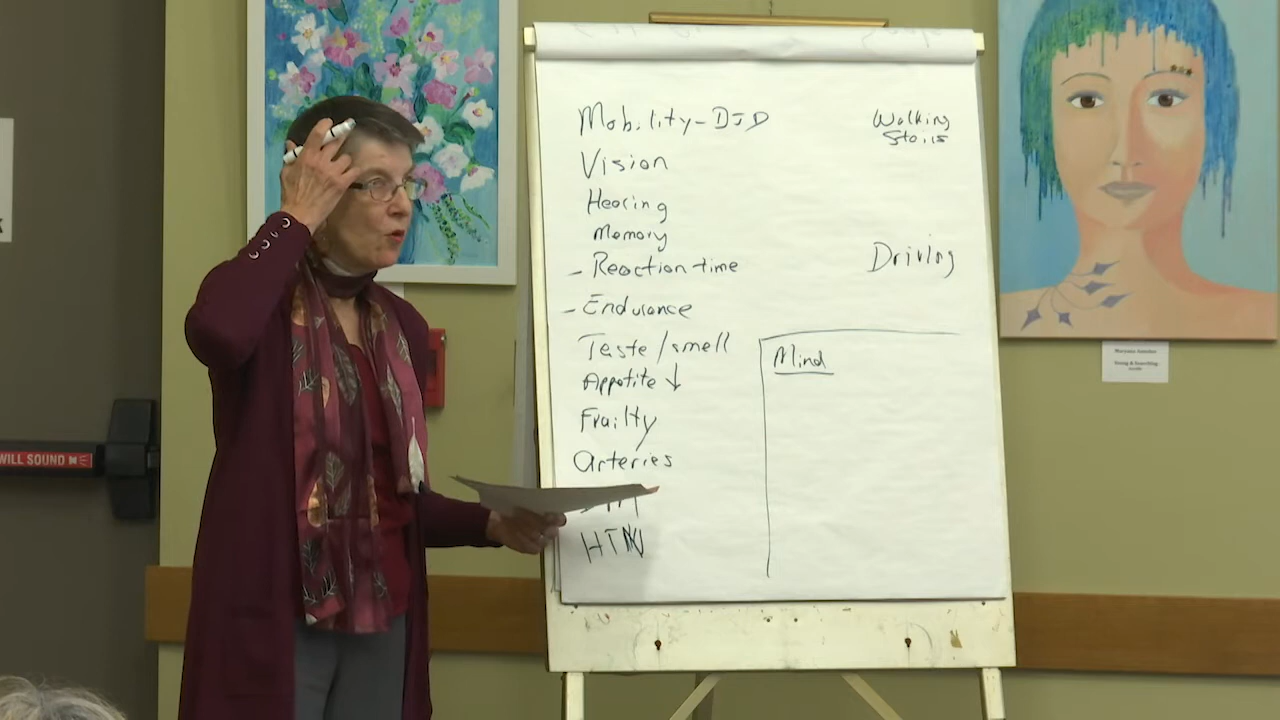 Mobility - DJD
Walking
Stairs
Vision
Hearing
Memory
- Reaction time
Driving
- Endurance
Taste/smell
Mind
Appetite ↓
Frailty
arteries
HTN
WILL SOUND